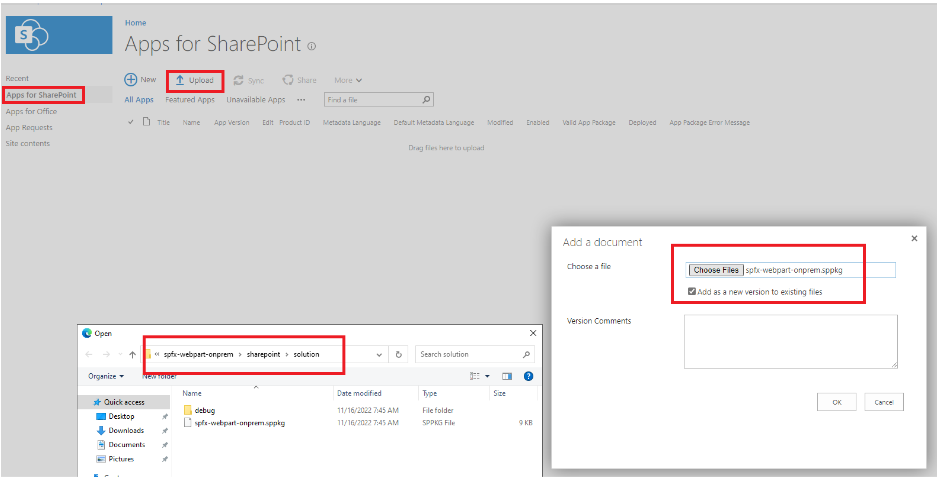 Home
Apps for SharePoint
Recent
Apps for SharePoint
Apps for Office
App Requests
Site contents
New Upload Sync Share More
All Apps Featured Apps Unavailable Apps ••• Find a file
Title Name App Version Edit Product ID Metadata Language Default Metadata Language Modified Enabled Valid App Package Deployed App Package Error Message
Drag files here to upload
Add a document
Choose a file Choose Files spfx-webpart-onprem.sppkg
Add as a new version to existing files
Version Comments
OK Cancel
Open
« spfx-webpart-onprem › sharepoint › solution Search solution
Organize New folder
Name Date modified Type Size
Quick access
Desktop
Downloads
Documents
Pictures
debug 11/16/2022 7:45 AM File folder
spfx-webpart-onprem.sppkg 11/16/2022 7:45 AM SPPKG File 9 KB